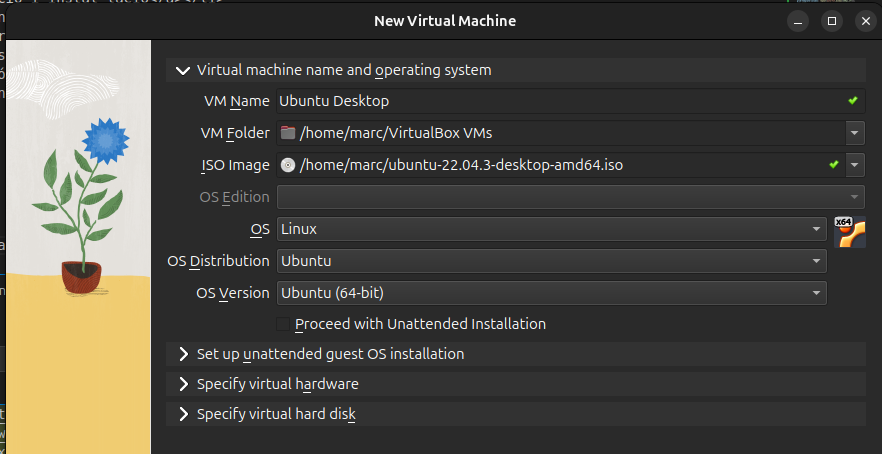 New Virtual Machine
Virtual machine name and operating system
VM Name Ubuntu Desktop
VM Folder /home/marc/VirtualBox VMs
ISO Image /home/marc/ubuntu-22.04.3-desktop-amd64.iso
OS Edition
OS Linux X64
OS Distribution Ubuntu
OS Version Ubuntu (64-bit)
Proceed with Unattended Installation
Set up unattended guest OS installation
Specify virtual hardware
Specify virtual hard disk